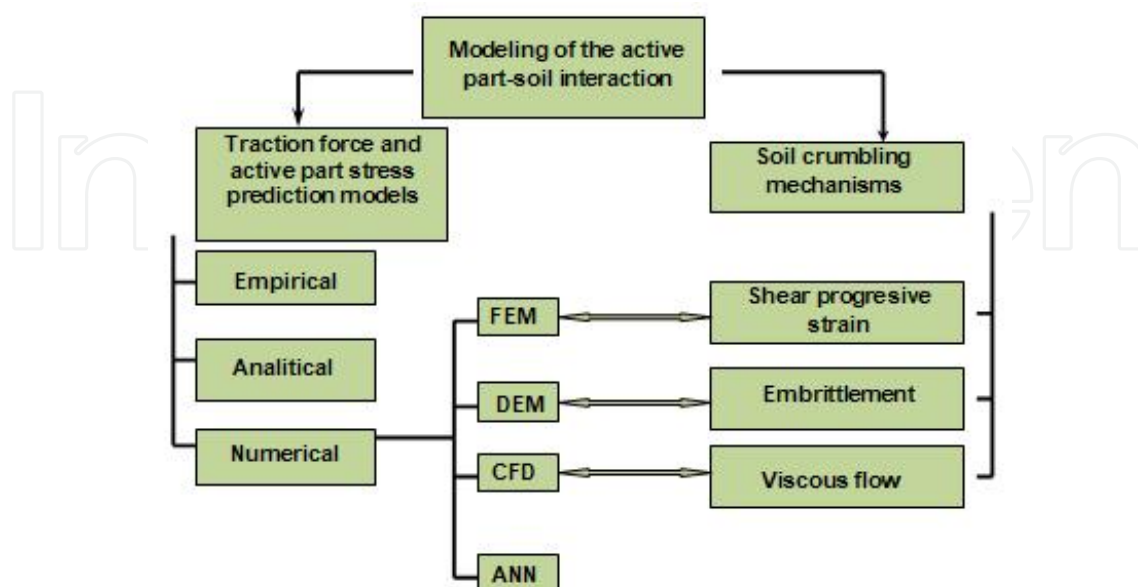 Modeling of the active
part-soil interaction
Traction force and
active part stress
prediction models
Soil crumbling
mechanisms
Empirical
Analitical
Numerical
FEM
DEM
CFD
ANN
Shear progresive
strain
Embrittlement
Viscous flow